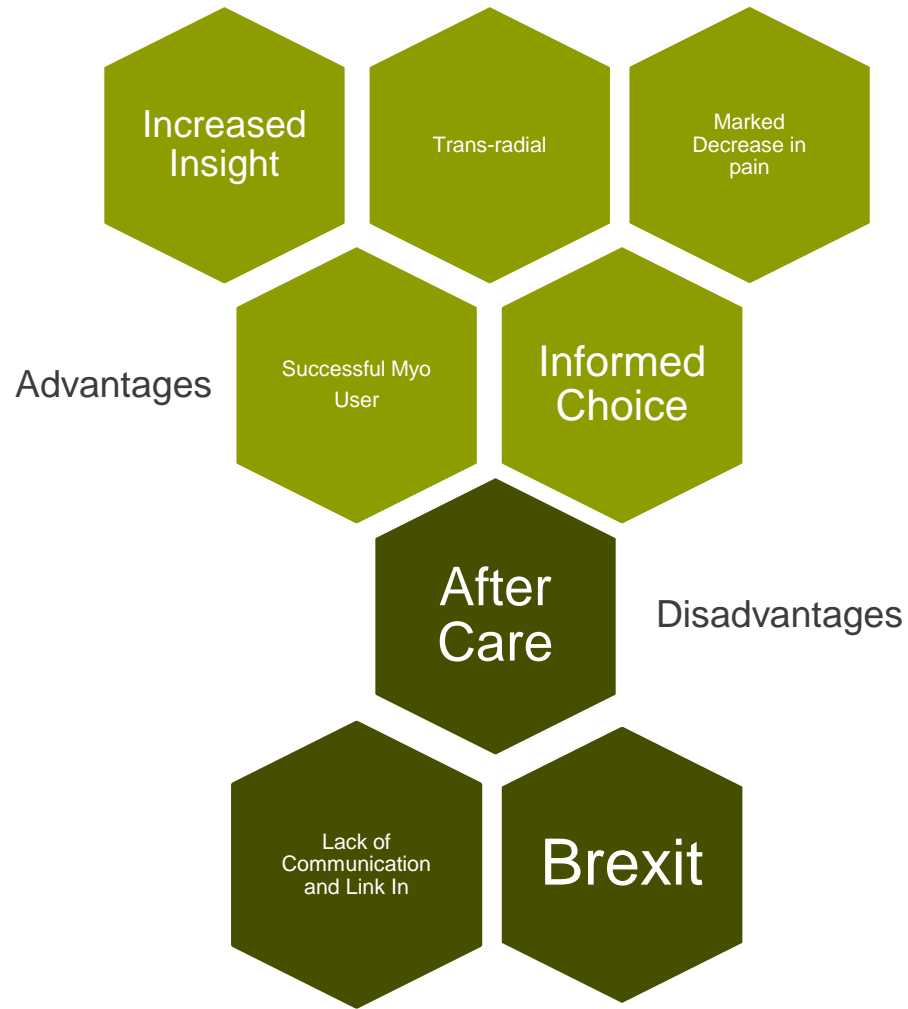 Increased
Insight
Trans-radial
Marked
Decrease in
pain
Advantages
Successful Myo
User
Informed
Choice
After
Care
Disadvantages
Lack of
Communication
and Link In
Brexit